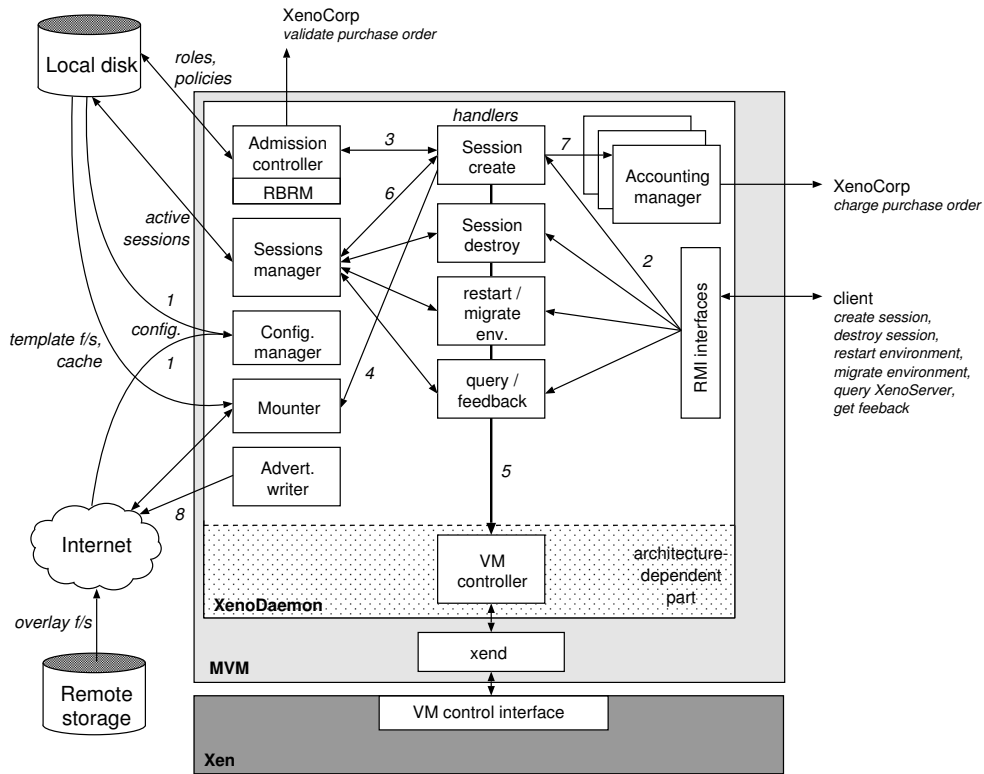 XenoCorp
validate purchase order
Local disk
roles,
policies
handlers
Admission
controller
RBRM
3
Session
create
7
Accounting
manager
XenoCorp
charge purchase order
6
active
sessions
Sessions
manager
Session
destroy
2
RMI interfaces
client
create session,
destroy session,
restart environment,
migrate environment,
query XenoServer,
get feeback
restart /
migrate
env.
1
config.
1
template f/s,
cache
Config.
manager
4
query /
feedback
Mounter
Advert.
writer
8
5
Internet
VM
controller
architecture-
dependent
part
XenoDaemon
overlay f/s
xend
MVM
Remote
storage
VM control interface
Xen